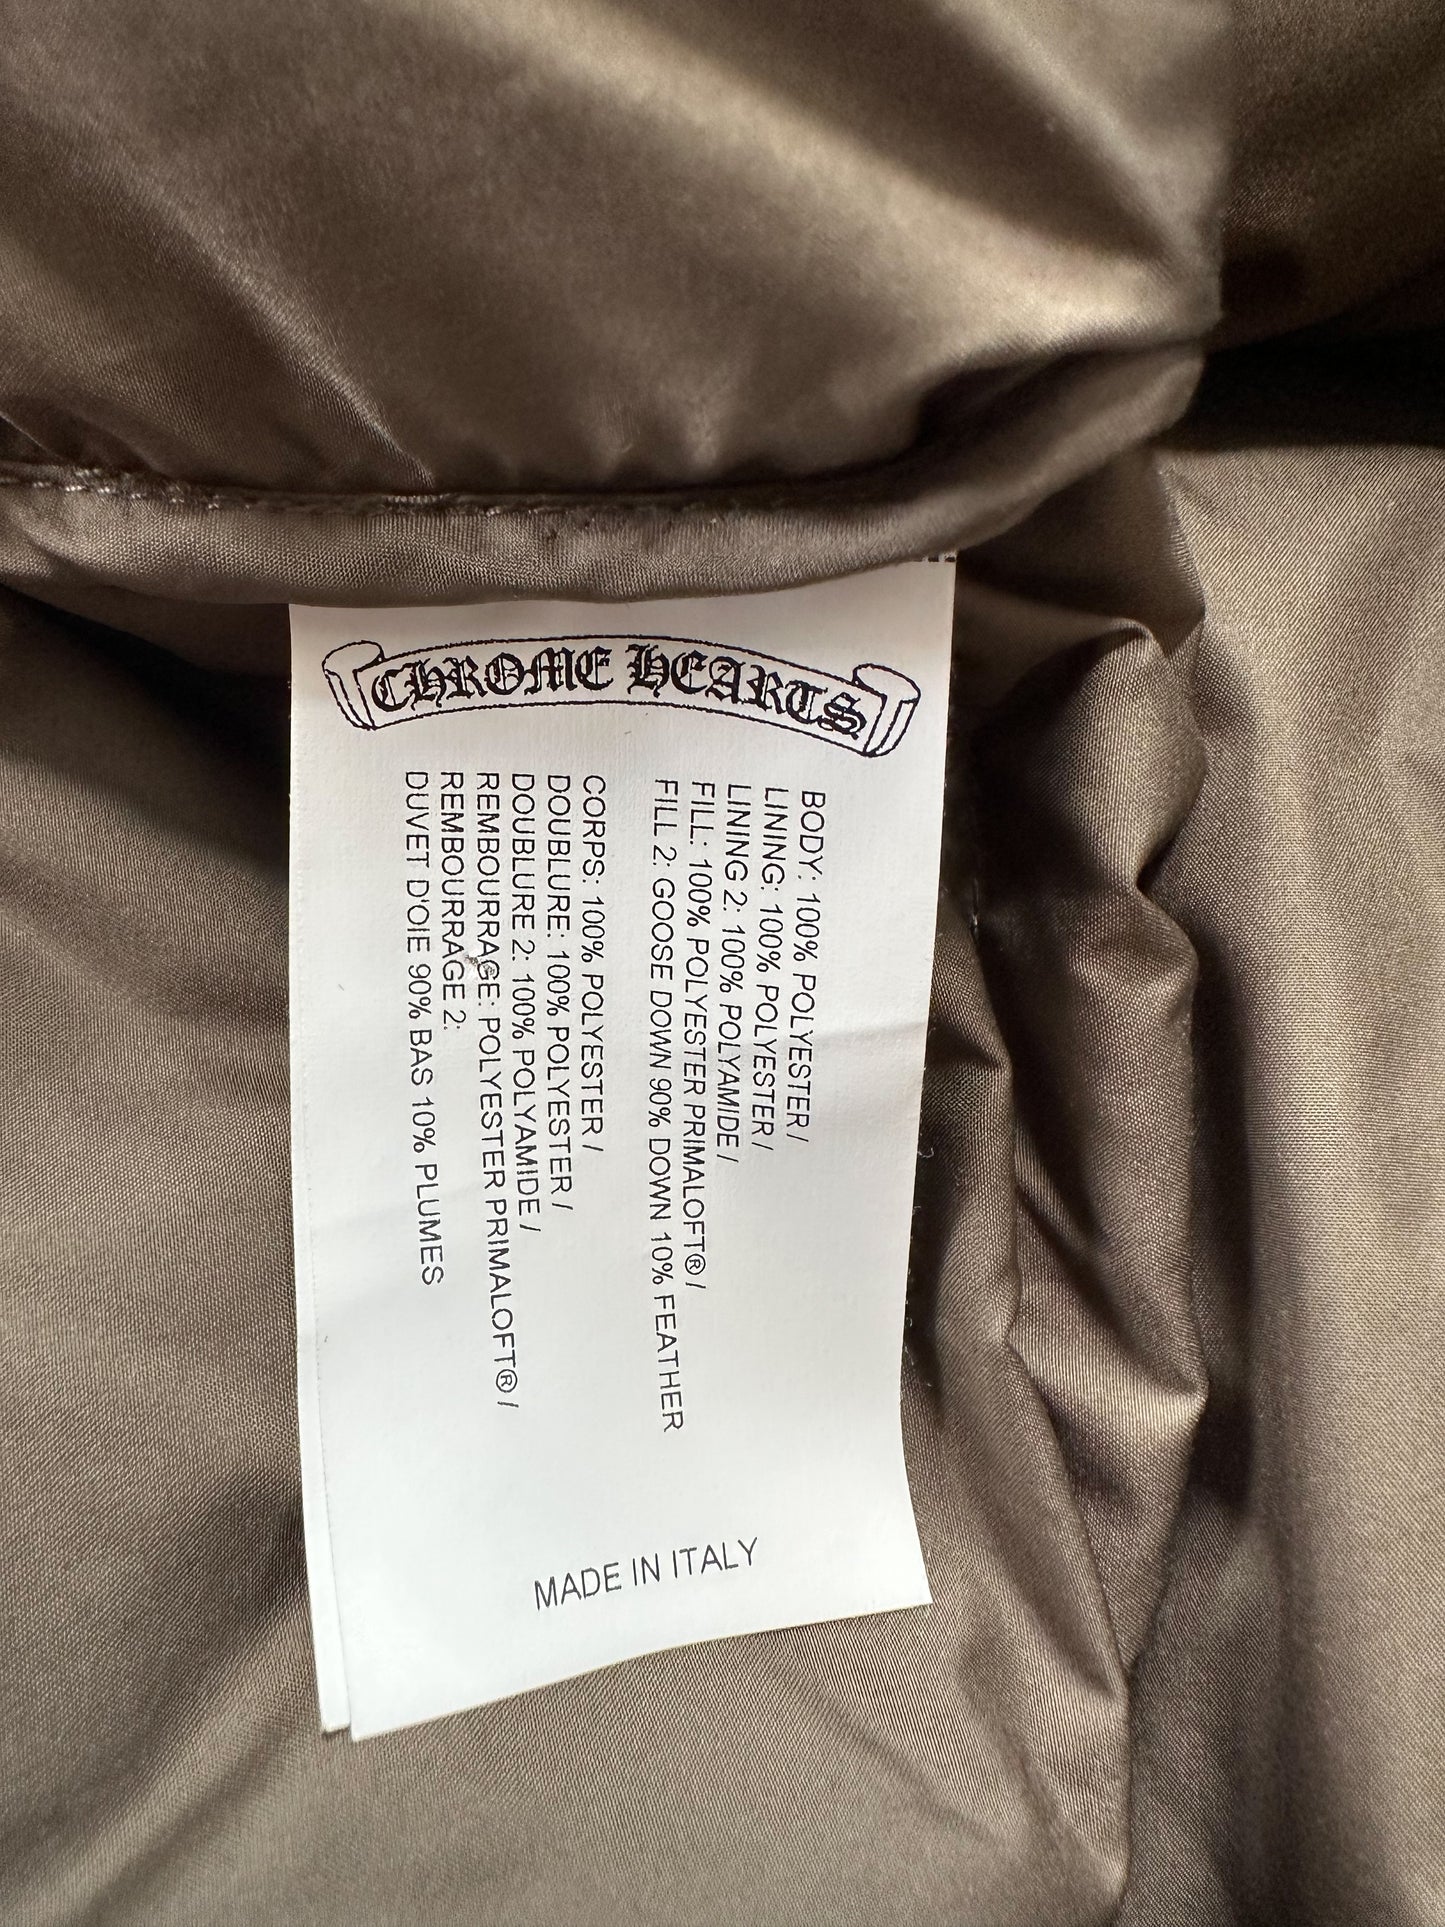 CHROME HEARTS
BODY: 100% POLYESTER /
LINING: 100% POLYESTER /
LINING 2: 100% POLYAMIDE /
FILL: 100% POLYESTER PRIMALOFT® /
FILL 2: GOOSE DOWN 90% DOWN 10% FEATHER
CORPS: 100% POLYESTER /
DOUBLURE: 100% POLYESTER /
DOUBLURE 2: 100% POLYAMIDE /
REMBOURRAGE: POLYESTER PRIMALOFT® /
REMBOURRAGE 2:
DUVET D'OIE 90% BAS 10% PLUMES
MADE IN ITALY